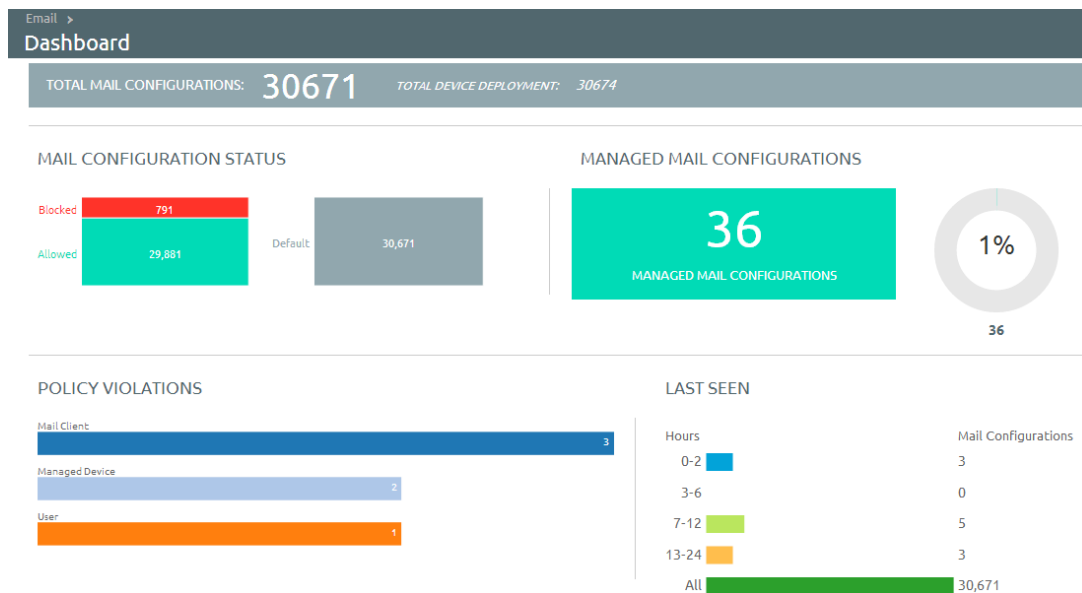 Email >
Dashboard
TOTAL MAIL CONFIGURATIONS: 30671 TOTAL DEVICE DEPLOYMENT: 30674
MAIL CONFIGURATION STATUS
Blocked 791
Allowed 29,881
Default 30,671
MANAGED MAIL CONFIGURATIONS
36
MANAGED MAIL CONFIGURATIONS
1%
36
POLICY VIOLATIONS
Mail Client
3
Managed Device
2
User
1
LAST SEEN
Hours Mail Configurations
0-2 3
3-6 0
7-12 5
13-24 3
All 30,671